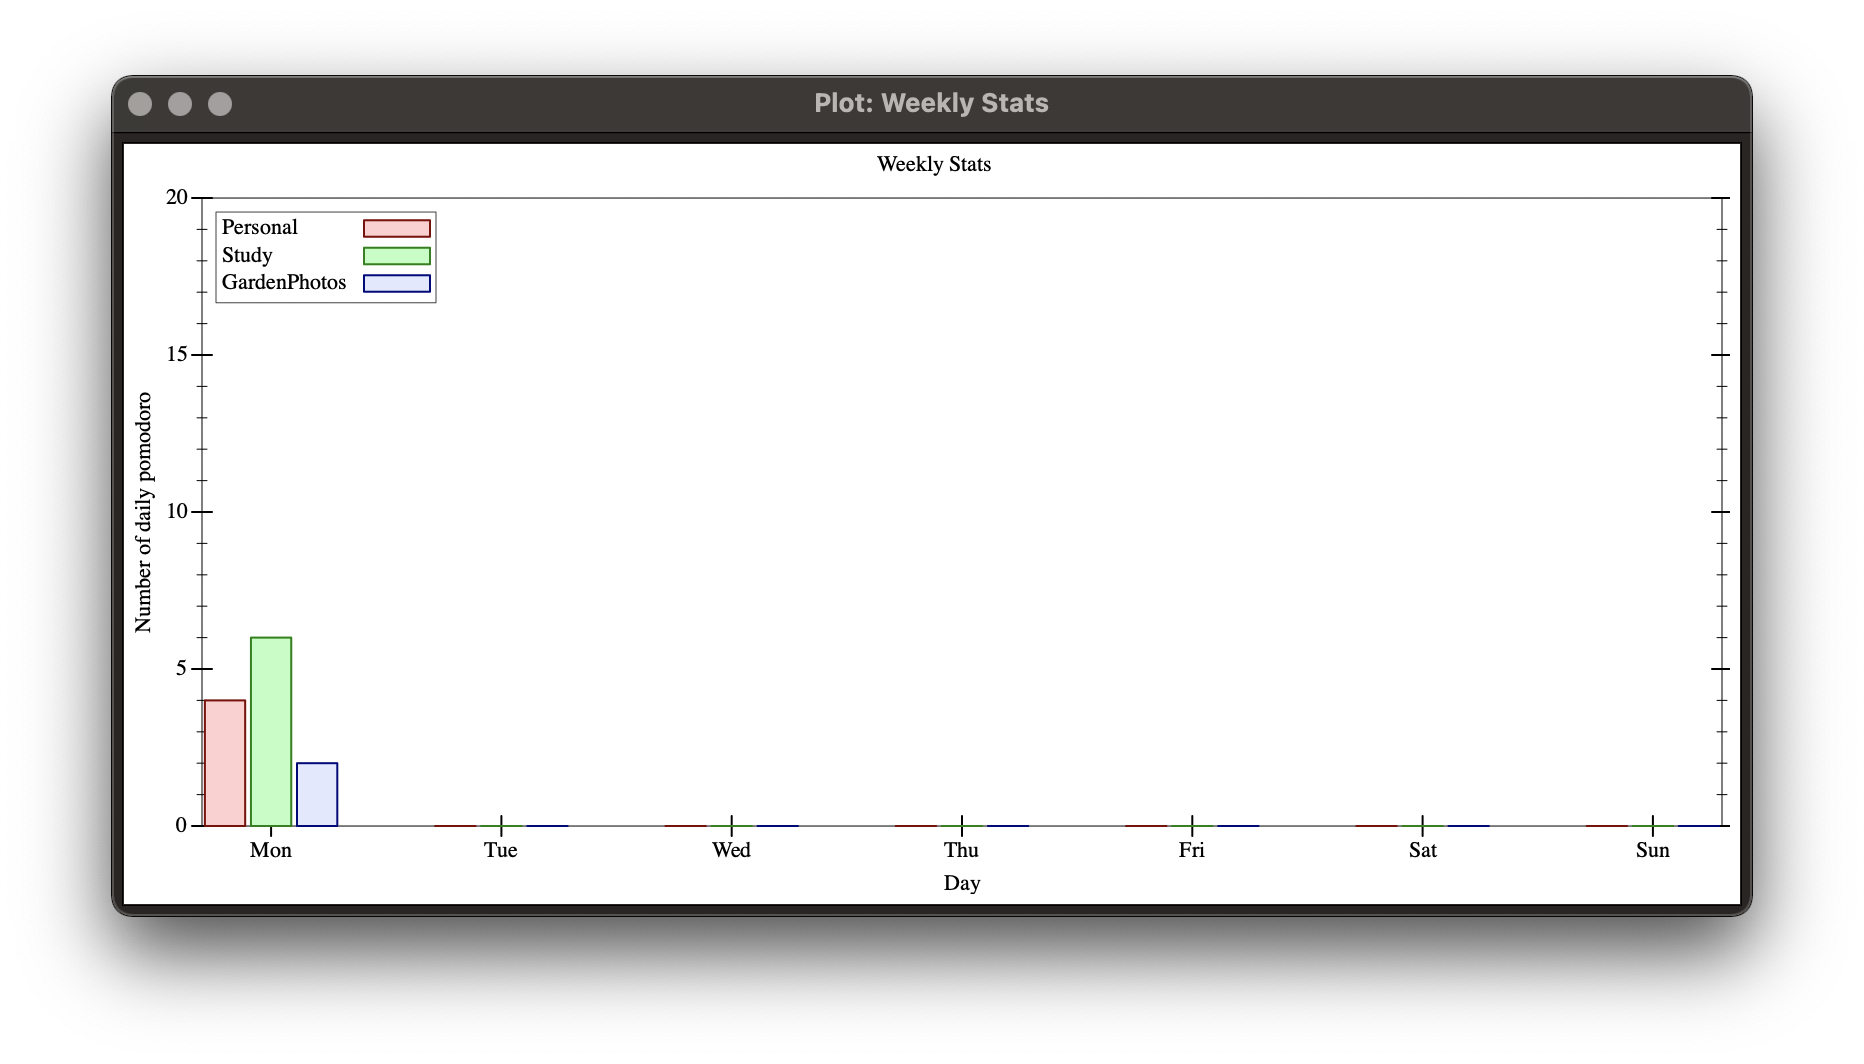 Plot: Weekly Stats
Weekly Stats
20
Personal
Study
GardenPhotos
15
10
5
0
Number of daily pomodoro
Mon Tue Wed Thu Fri Sat Sun
Day